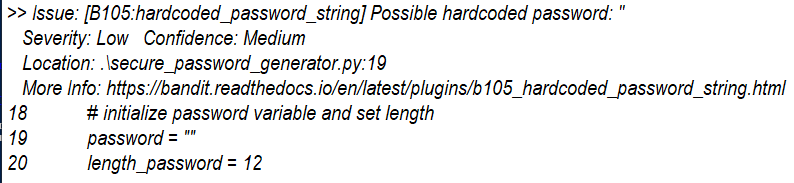 >> Issue: [B105:hardcoded_password_string] Possible hardcoded password: ''
Severity: Low Confidence: Medium
Location: .\secure_password_generator.py:19
More Info: https://bandit.readthedocs.io/en/latest/plugins/b105_hardcoded_password_string.html
18 # initialize password variable and set length
19 password = ""
20 length_password = 12